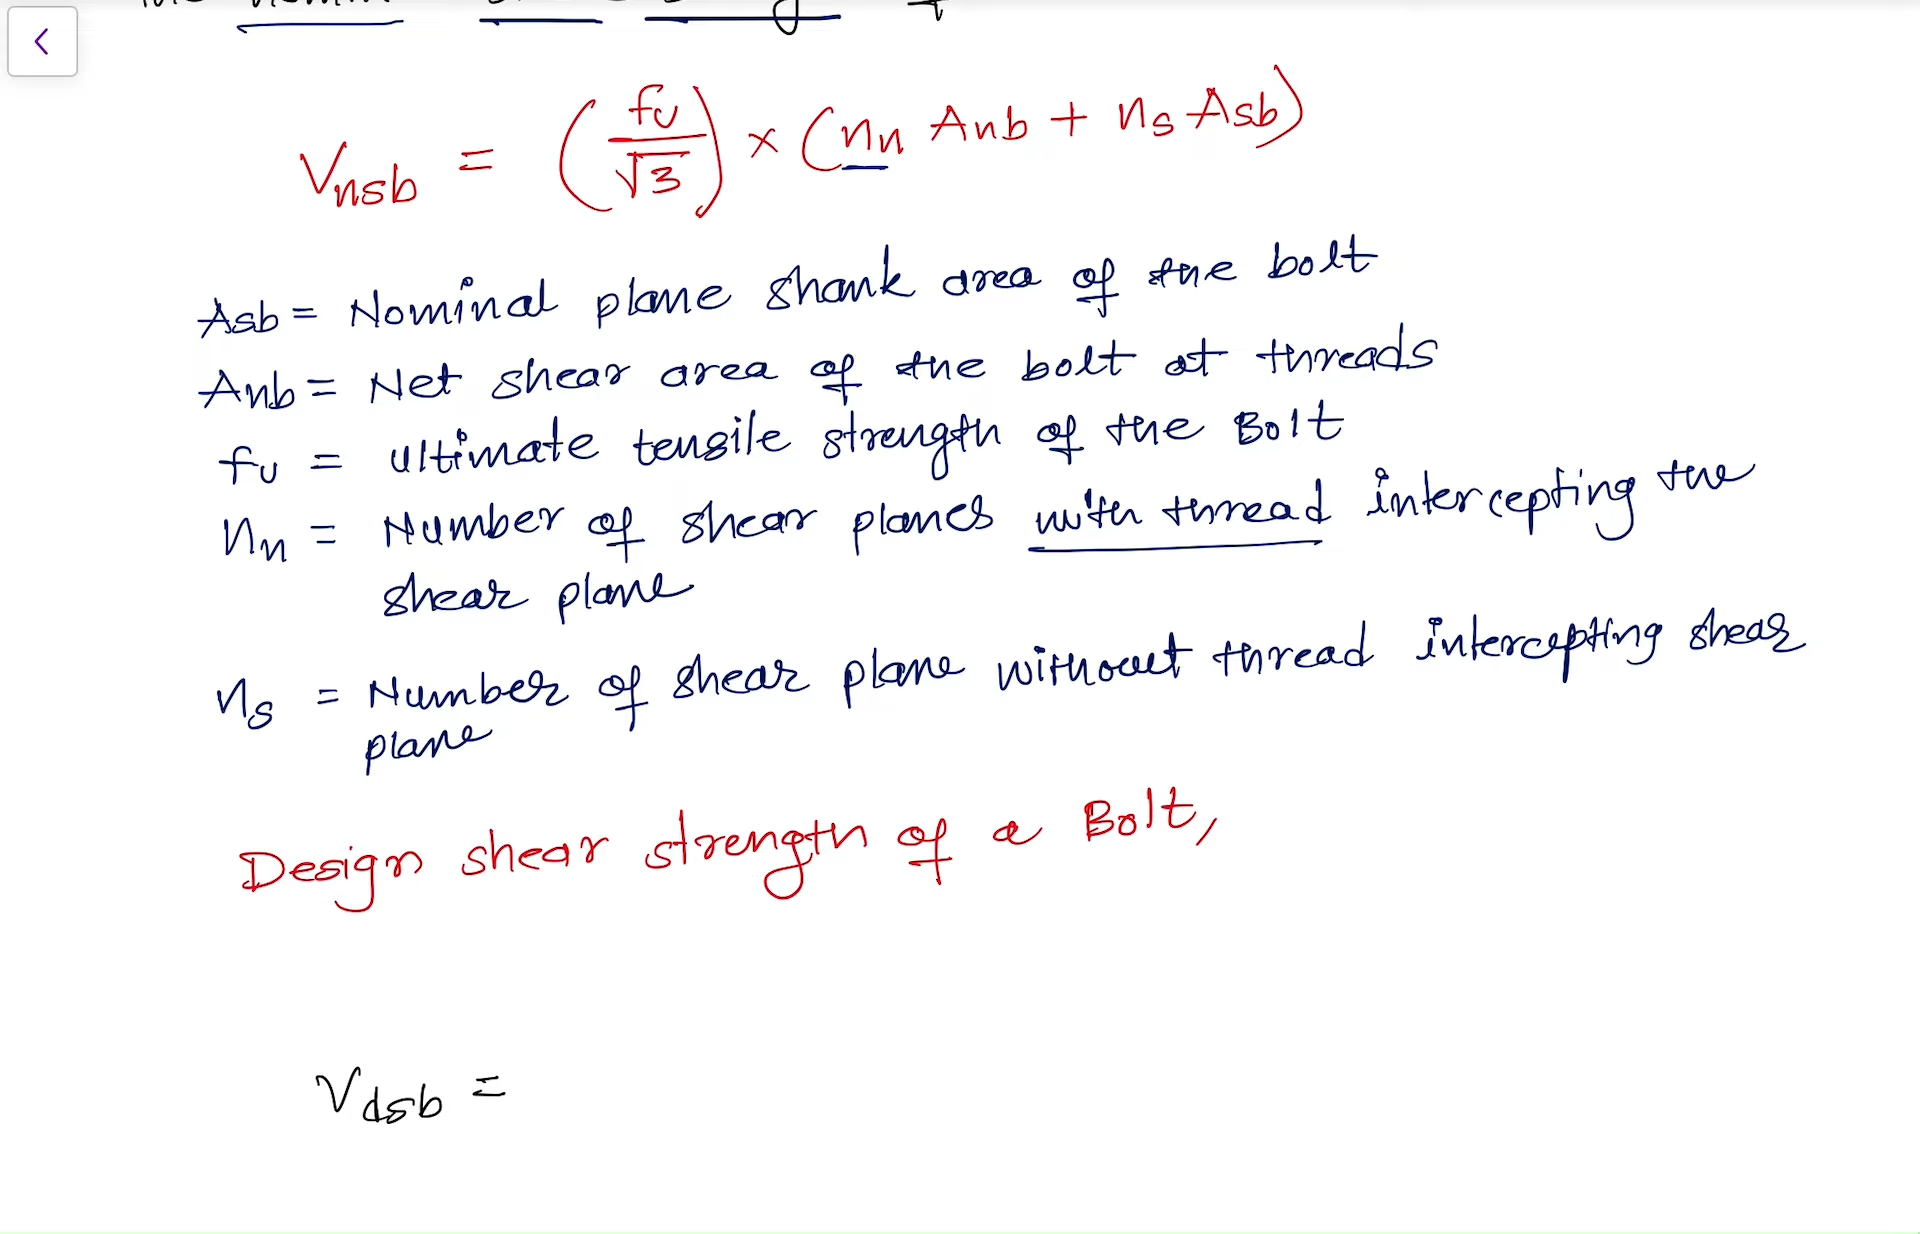 Vnsb = (fu/√3) × (nn Anb + ns Asb)
Asb = Nominal plane shank area of the bolt
Anb = Net shear area of the bolt at threads
fu = ultimate tensile strength of the Bolt
nn = Number of shear planes with thread intercepting the
shear plane
ns = Number of shear plane without thread intercepting shear
plane
Design shear strength of a Bolt,
Vdsb =